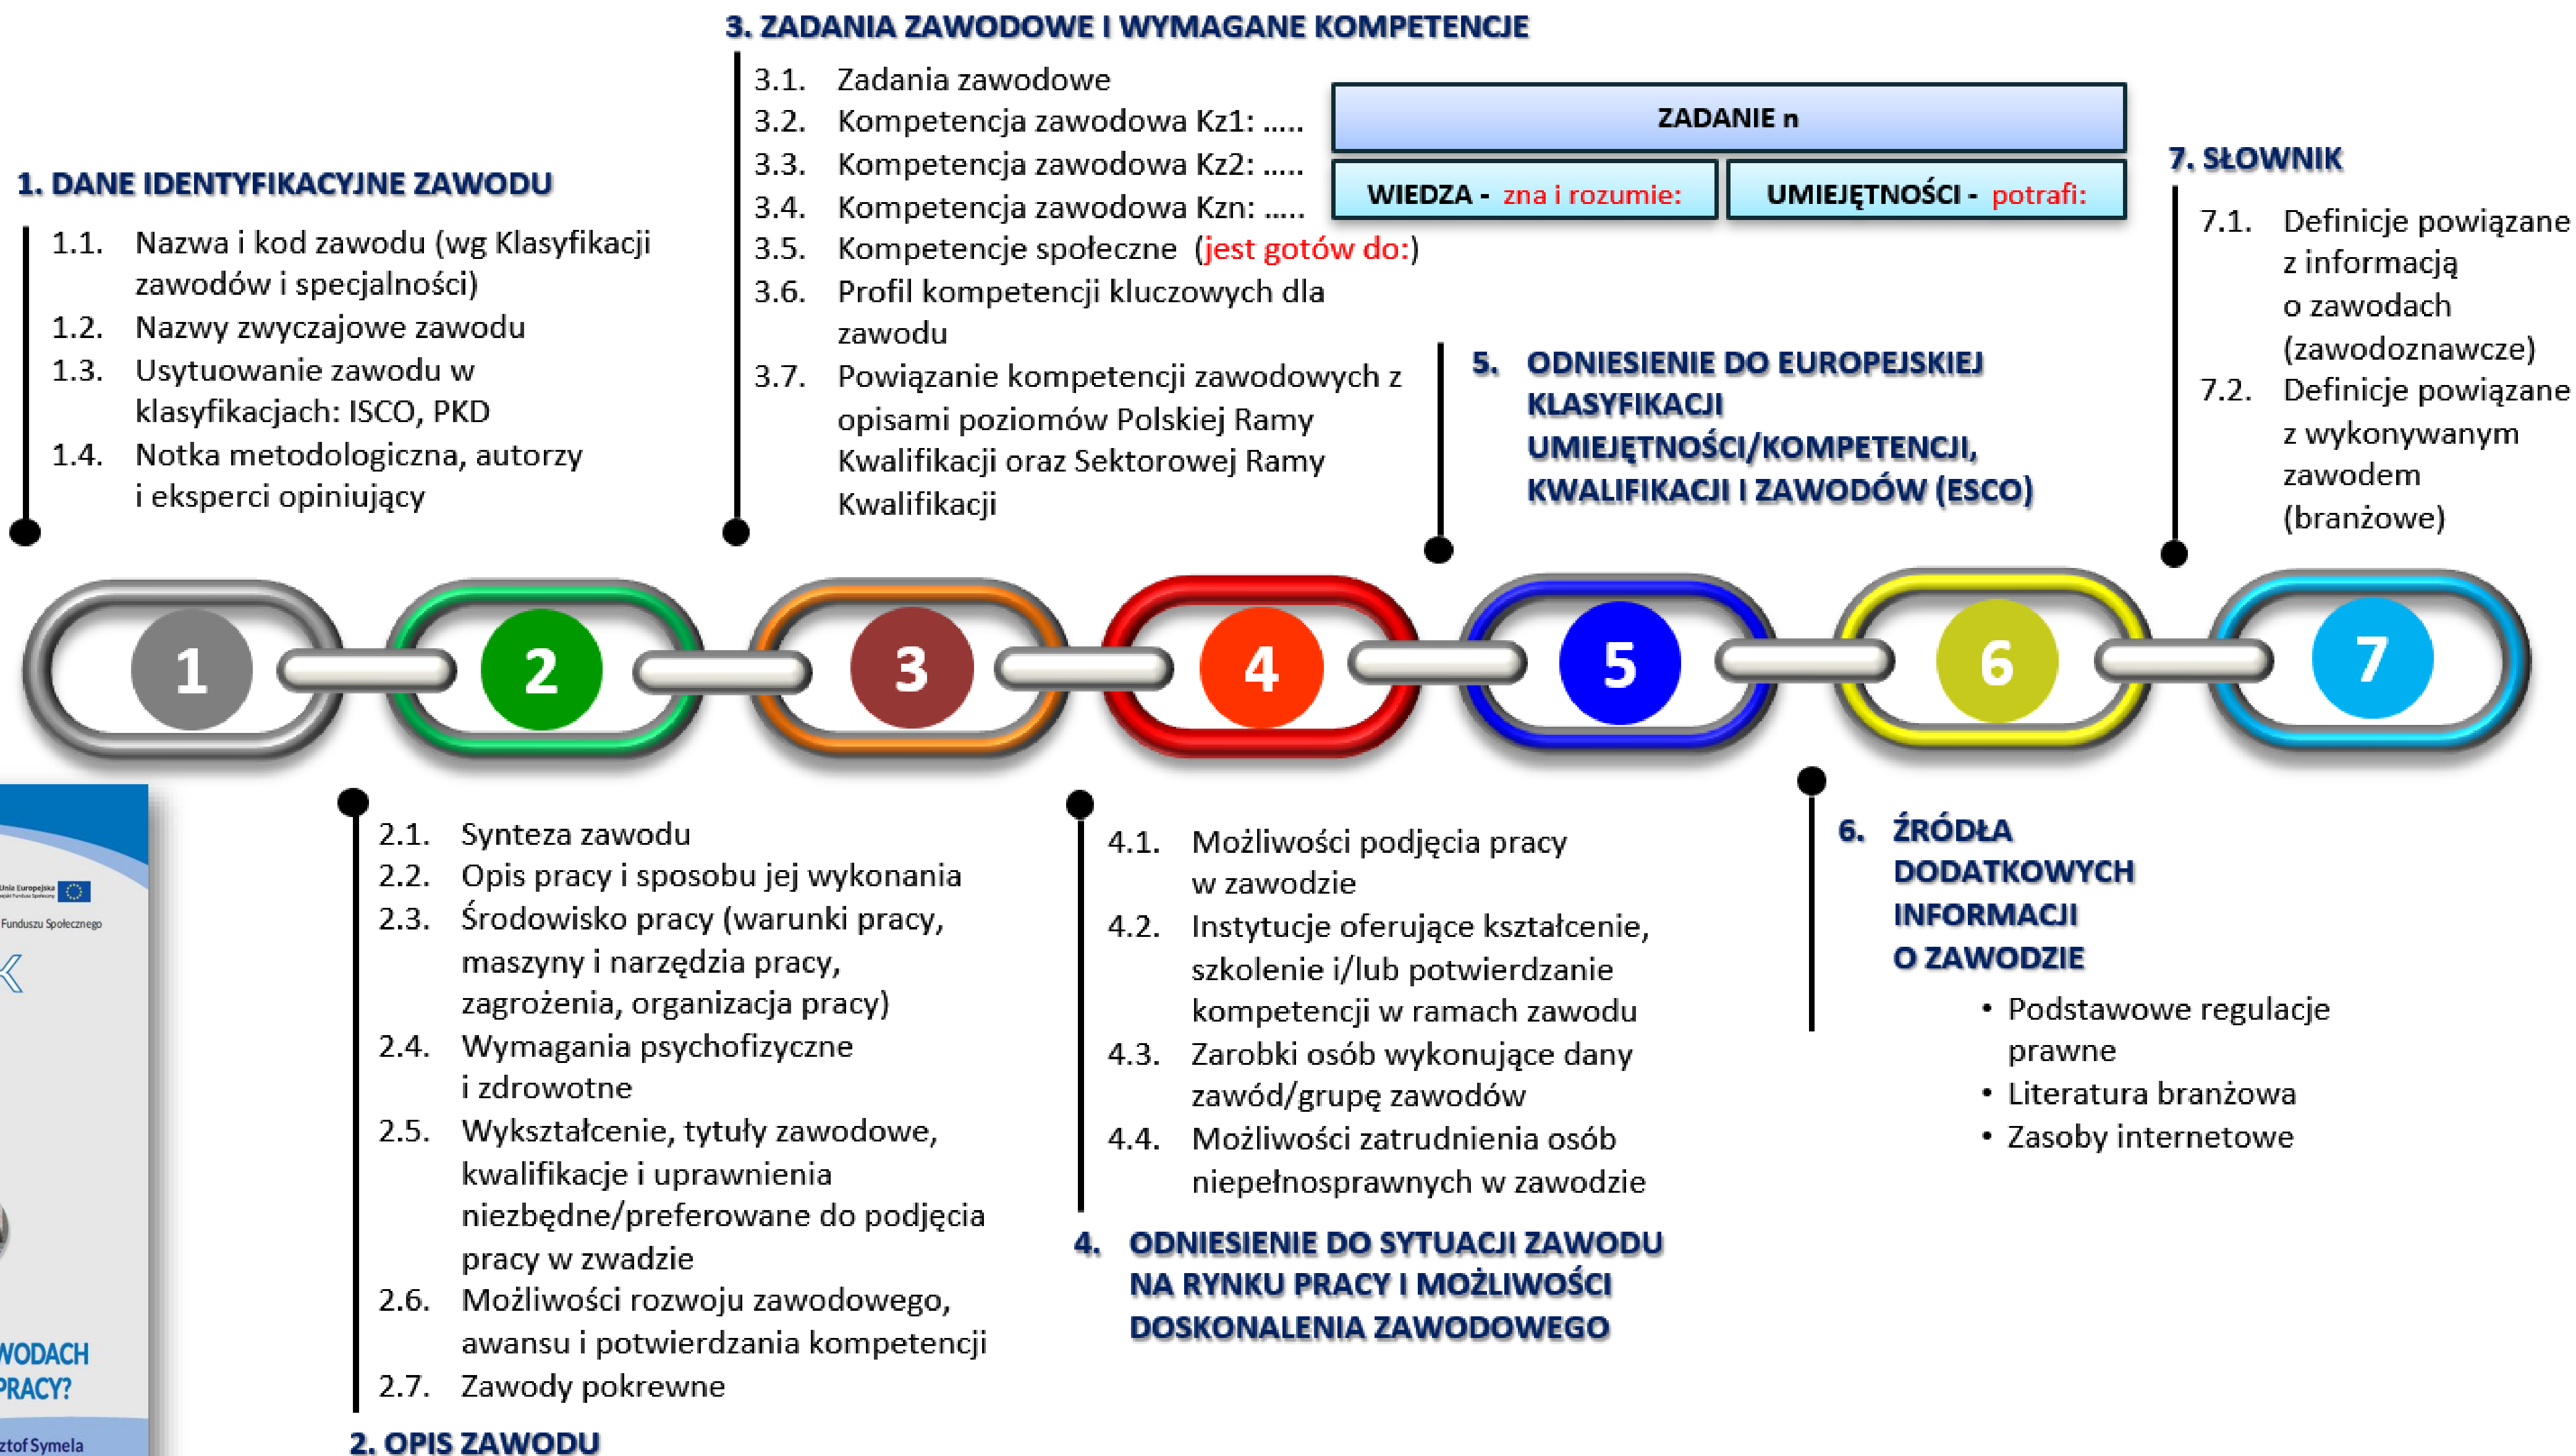 3. ZADANIA ZAWODOWE I WYMAGANE KOMPETENCJE
3.1. Zadania zawodowe
3.2. Kompetencja zawodowa Kz1: .....
3.3. Kompetencja zawodowa Kz2: .....
3.4. Kompetencja zawodowa Kzn: .....
3.5. Kompetencje społeczne (jest gotów do:)
3.6. Profil kompetencji kluczowych dla
zawodu
3.7. Powiązanie kompetencji zawodowych z
opisami poziomów Polskiej Ramy
Kwalifikacji oraz Sektorowej Ramy
Kwalifikacji
ZADANIE n
WIEDZA - zna i rozumie:
UMIEJĘTNOŚCI - potrafi:
1. DANE IDENTYFIKACYJNE ZAWODU
1.1. Nazwa i kod zawodu (wg Klasyfikacji
zawodów i specjalności)
1.2. Nazwy zwyczajowe zawodu
1.3. Usytuowanie zawodu w
klasyfikacjach: ISCO, PKD
1.4. Notka metodologiczna, autorzy
i eksperci opiniujący
5. ODNIESIENIE DO EUROPEJSKIEJ
KLASYFIKACJI
UMIEJĘTNOŚCI/KOMPETENCJI,
KWALIFIKACJI I ZAWODÓW (ESCO)
7. SŁOWNIK
7.1. Definicje powiązane
z informacją
o zawodach
(zawodoznawcze)
7.2. Definicje powiązane
z wykonywanym
zawodem
(branżowe)
1
2
3
4
5
6
7
2.1. Synteza zawodu
2.2. Opis pracy i sposobu jej wykonania
2.3. Środowisko pracy (warunki pracy,
maszyny i narzędzia pracy,
zagrożenia, organizacja pracy)
2.4. Wymagania psychofizyczne
i zdrowotne
2.5. Wykształcenie, tytuły zawodowe,
kwalifikacje i uprawnienia
niezbędne/preferowane do podjęcia
pracy w zwadzie
2.6. Możliwości rozwoju zawodowego,
awansu i potwierdzania kompetencji
2.7. Zawody pokrewne
2. OPIS ZAWODU
4.1. Możliwości podjęcia pracy
w zawodzie
4.2. Instytucje oferujące kształcenie,
szkolenie i/lub potwierdzanie
kompetencji w ramach zawodu
4.3. Zarobki osób wykonujące dany
zawód/grupę zawodów
4.4. Możliwości zatrudnienia osób
niepełnosprawnych w zawodzie
4. ODNIESIENIE DO SYTUACJI ZAWODU
NA RYNKU PRACY I MOŻLIWOŚCI
DOSKONALENIA ZAWODOWEGO
6. ŹRÓDŁA
DODATKOWYCH
INFORMACJI
O ZAWODZIE
• Podstawowe regulacje
prawne
• Literatura branżowa
• Zasoby internetowe
Unia Europejska
Funduszu Społecznego
WODACH
PRACY?
ztof Symela